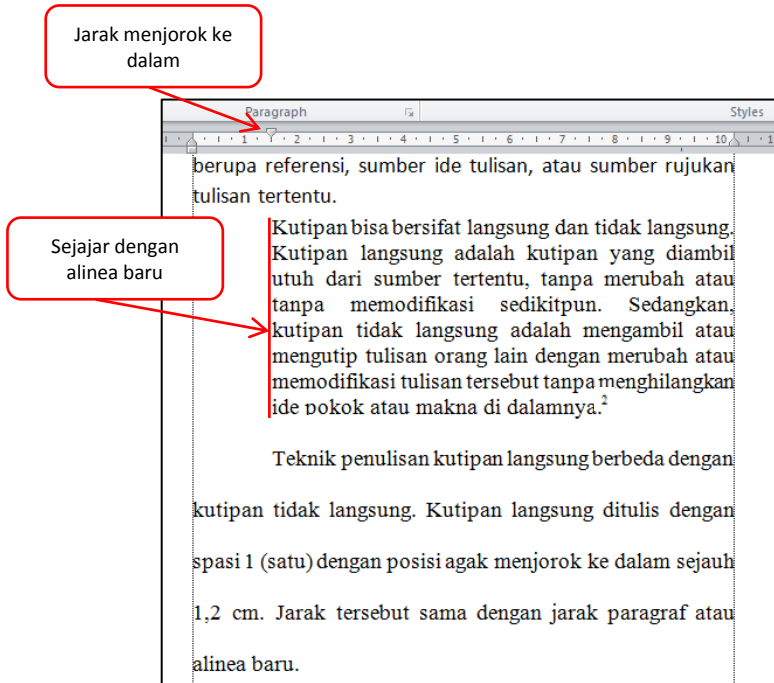 Jarak menjorok ke
dalam
Paragraph
Styles
1 2 3 4 5 6 7 8 9 10 1
berupa referensi, sumber ide tulisan, atau sumber rujukan
tulisan tertentu.
Sejajar dengan
alinea baru
Kutipan bisa bersifat langsung dan tidak langsung.
Kutipan langsung adalah kutipan yang diambil
utuh dari sumber tertentu, tanpa merubah atau
tanpa memodifikasi sedikitpun. Sedangkan,
kutipan tidak langsung adalah mengambil atau
mengutip tulisan orang lain dengan merubah atau
memodifikasi tulisan tersebut tanpa menghilangkan
ide pokok atau makna di dalamnya.²
Teknik penulisan kutipan langsung berbeda dengan
kutipan tidak langsung. Kutipan langsung ditulis dengan
spasi 1 (satu) dengan posisi agak menjorok ke dalam sejauh
1,2 cm. Jarak tersebut sama dengan jarak paragraf atau
alinea baru.